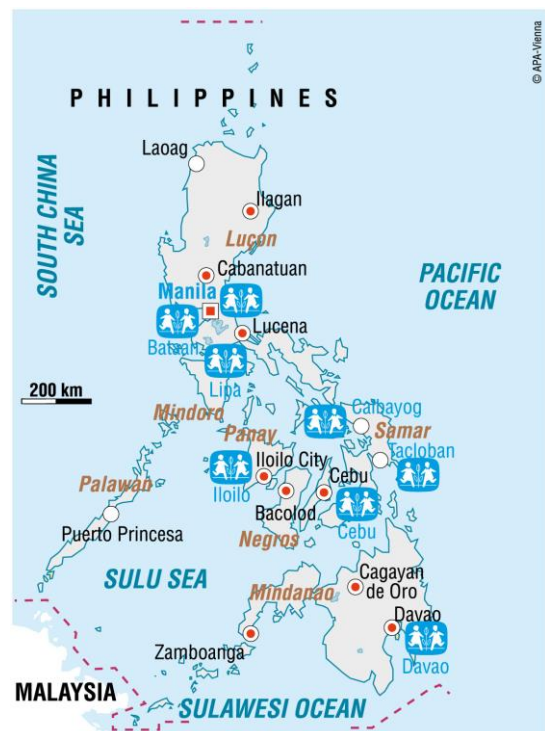 © APA-Vienna
PHILIPPINES
Laoag
SOUTH CHINA
SEA
Ilagan
Luçon
Cabanatuan
PACIFIC
OCEAN
Manila
Bataan
Lucena
Lipa
200 km
Mindoro
Calbayog
Panay
Samar
Tacloban
Iloilo City
Cebu
Iloilo
Palawan
Bacolod
Puerto Princesa
Cebu
Negros
SULU SEA
Mindanao
Cagayan
de Oro
Davao
Zamboanga
Davao
MALAYSIA
SULAWESI OCEAN